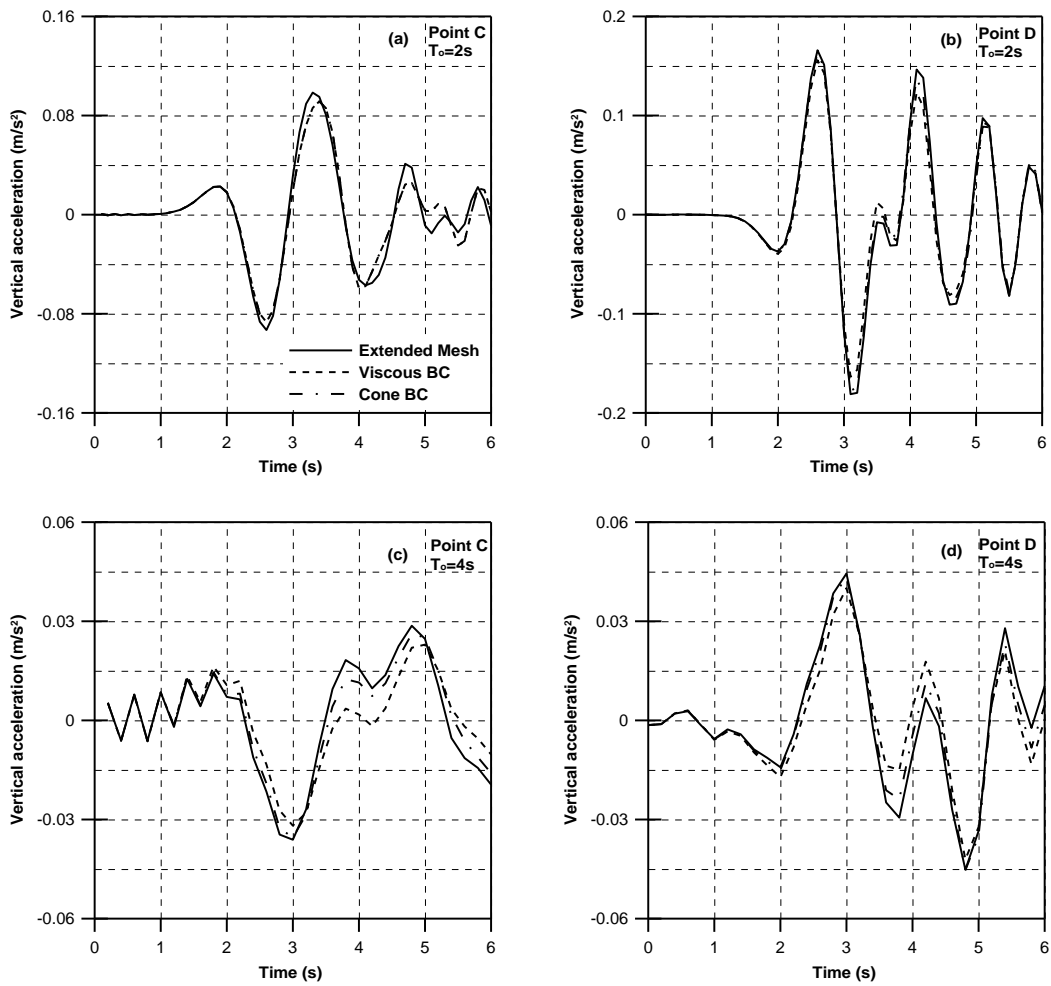 0.16
0.08
0
-0.08
-0.16
Vertical acceleration (m/s²)
(a)
Point C
To=2s
Extended Mesh
Viscous BC
Cone BC
0 1 2 3 4 5 6
Time (s)
0.2
0.1
0
-0.1
-0.2
Vertical acceleration (m/s²)
(b)
Point D
To=2s
0 1 2 3 4 5 6
Time (s)
0.06
0.03
0
-0.03
-0.06
Vertical acceleration (m/s²)
(c)
Point C
To=4s
0 1 2 3 4 5 6
Time (s)
0.06
0.03
0
-0.03
-0.06
Vertical acceleration (m/s²)
(d)
Point D
To=4s
0 1 2 3 4 5 6
Time (s)